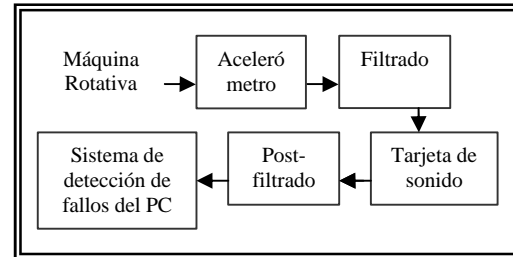 Máquina
Rotativa
Aceleró
metro
Filtrado
Tarjeta de
sonido
Post-
filtrado
Sistema de
detección de
fallos del PC